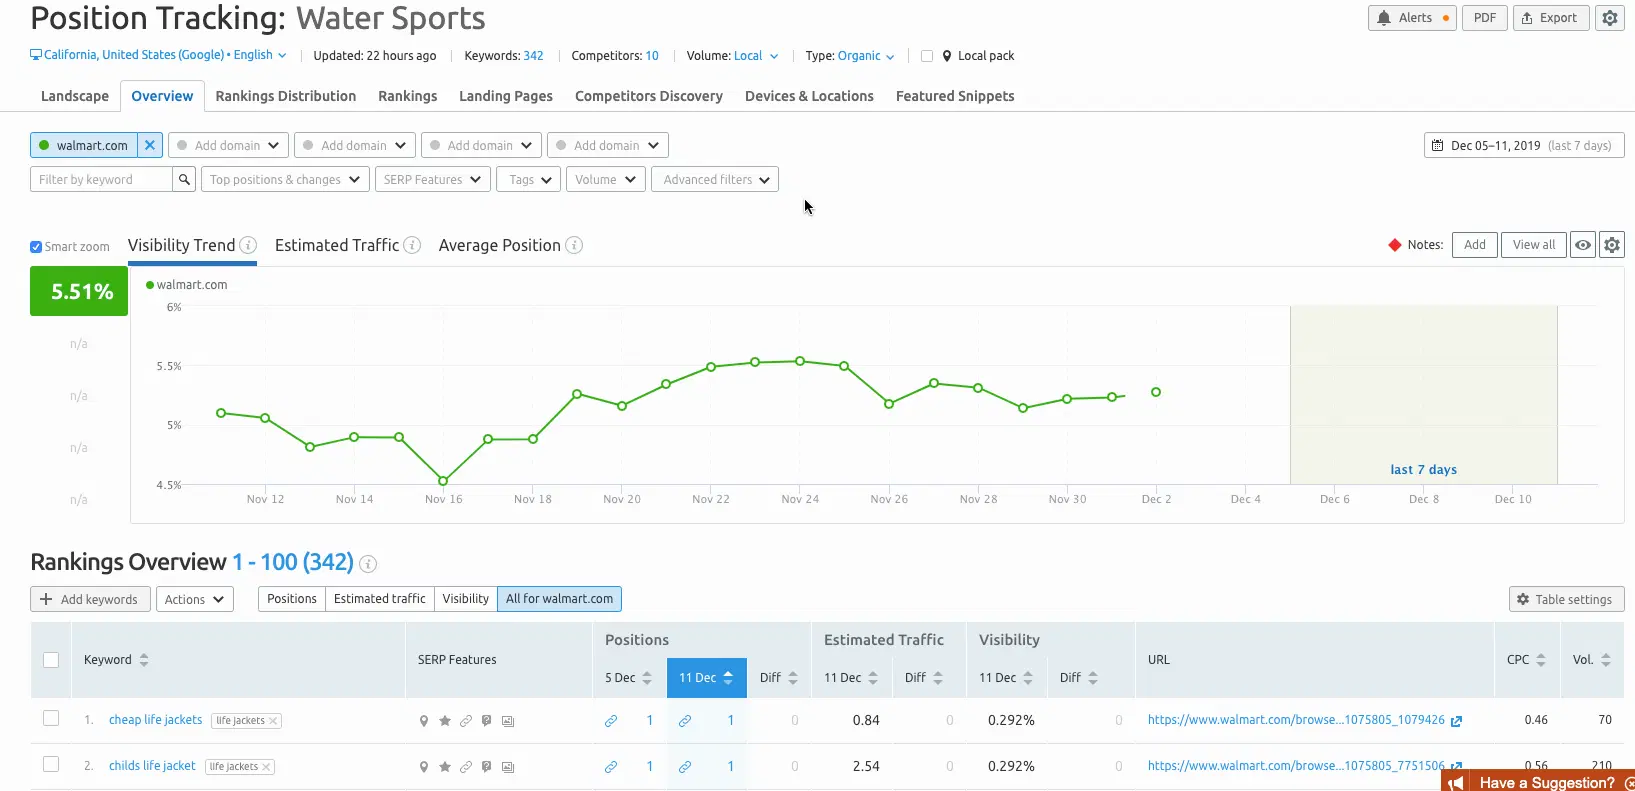 Position Tracking: Water Sports
Alerts PDF Export
California, United States (Google) • English Updated: 22 hours ago Keywords: 342 Competitors: 10 Volume: Local Type: Organic Local pack
Landscape Overview Rankings Distribution Rankings Landing Pages Competitors Discovery Devices & Locations Featured Snippets
walmart.com Add domain Add domain Add domain Add domain Dec 05–11, 2019 (last 7 days)
Filter by keyword Top positions & changes SERP Features Tags Volume Advanced filters
Smart zoom Visibility Trend Estimated Traffic Average Position Notes: Add View all
5.51%
walmart.com
6%
n/a
5.5%
n/a
5%
n/a
last 7 days
4.5%
n/a
Nov 12 Nov 14 Nov 16 Nov 18 Nov 20 Nov 22 Nov 24 Nov 26 Nov 28 Nov 30 Dec 2 Dec 4 Dec 6 Dec 8 Dec 10
Rankings Overview 1 - 100 (342)
Add keywords Actions Positions Estimated traffic Visibility All for walmart.com Table settings
Positions Estimated Traffic Visibility
Keyword SERP Features URL CPC Vol.
5 Dec 11 Dec Diff 11 Dec Diff 11 Dec Diff
1. cheap life jackets life jackets 1 1 0 0.84 0 0.292% 0 https://www.walmart.com/browse...1075805_1079426 0.46 70
2. childs life jacket life jackets 1 1 0 2.54 0 0.292% 0 https://www.walmart.com/browse...1075805_7751506 0.56 210
Have a Suggestion?